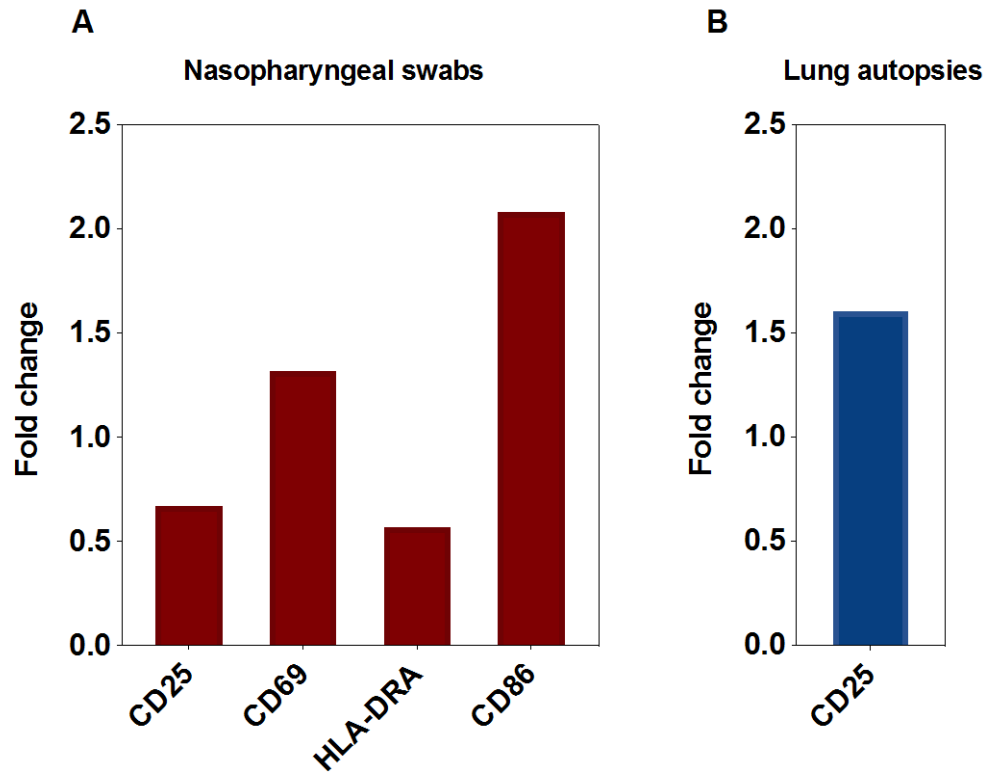 A
Nasopharyngeal swabs
Fold change
2.5
2.0
1.5
1.0
0.5
0.0
CD25
CD69
HLA-DRA
CD86
B
Lung autopsies
Fold change
2.5
2.0
1.5
1.0
0.5
0.0
CD25